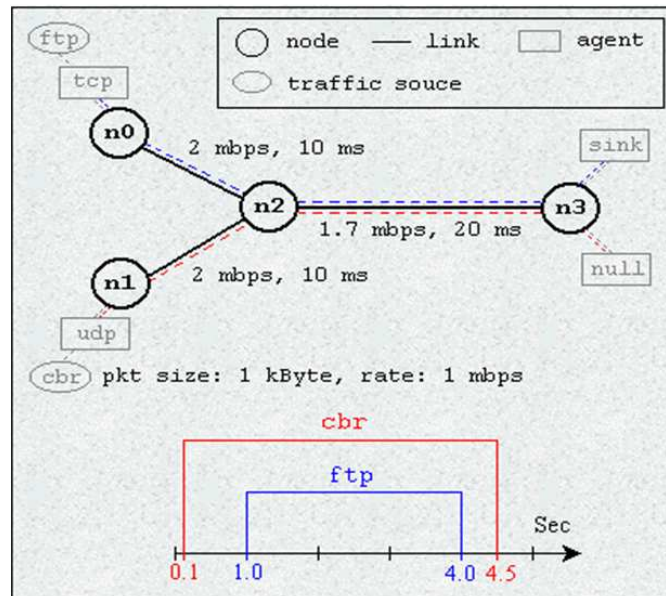 ftp
node link agent
traffic souce
tcp
n0
2 mbps, 10 ms
sink
n2
n3
1.7 mbps, 20 ms
n1
2 mbps, 10 ms
null
udp
cbr pkt size: 1 kByte, rate: 1 mbps
cbr
ftp
Sec
0.1 1.0 4.0 4.5